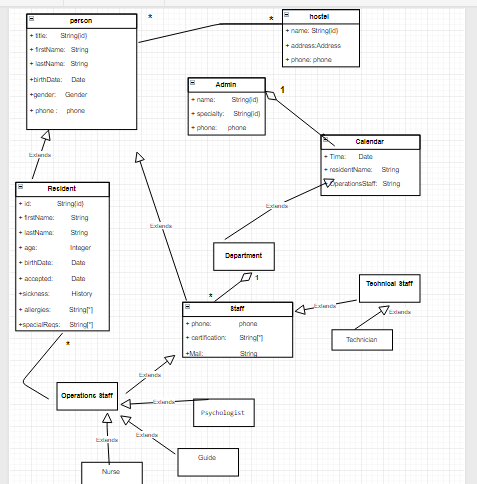 person
+ title: String(id)
+ firstName: String
+ lastName: String
+birthDate: Date
+gender: Gender
+ phone : phone
*
*
hostel
+ name: String(id)
+ address:Address
+ phone: phone
Admin
+ name: String(id)
+ specialty: String(id)
+ phone: phone
1
Calendar
+ Time: Date
+ residentName: String
OperationsStaff: String
Extends
Resident
+ id: String(id)
+ firstName: String
+ lastName: String
+ age: Integer
+ birthDate: Date
+ accepted: Date
+sickness: History
+ allergies: String[*]
+specialReqs: String[*]
Extends
Extends
Department
1
*
Staff
+ phone: phone
+ certification: String[*]
+Mail: String
Extends
Technical Staff
Extends
Technician
*
Extends
Operations Staff
Extends
Psychologist
Extends
Extends
Guide
Nurse